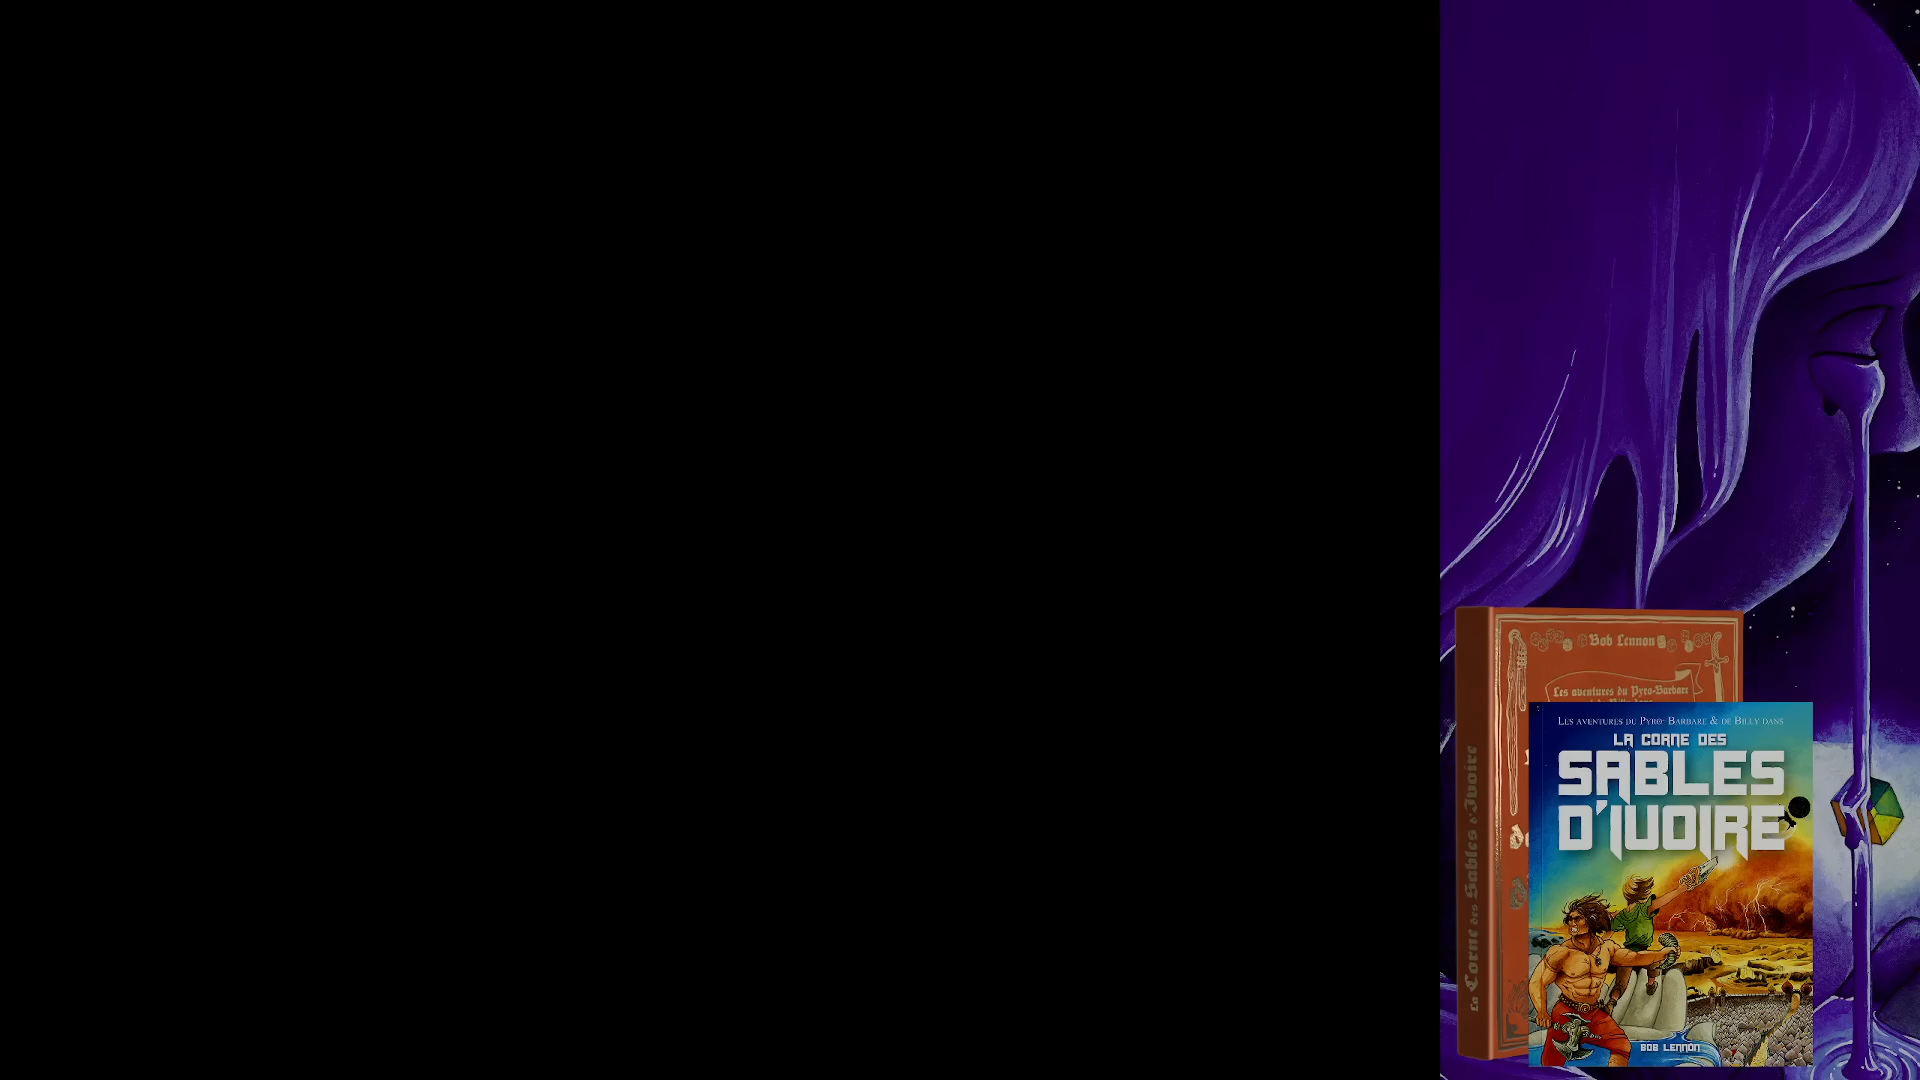 Bob Lennon
Les aventures du Pyro-Barbare
La Corne des Sables d'Ivoire
Les aventures du Pyro-Barbare & de Billy dans
LA CORNE DES
SABLES
D'IVOIRE
BOB LENNON